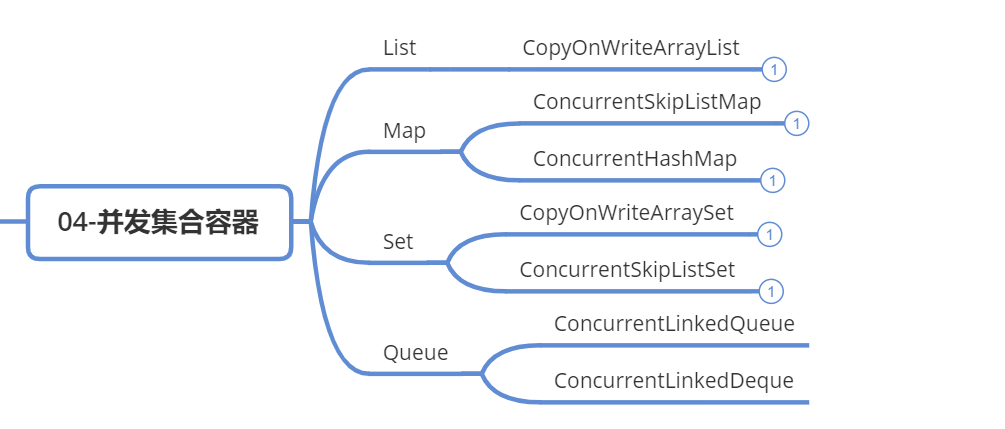 04-并发集合容器
List
CopyOnWriteArrayList
1
Map
ConcurrentSkipListMap
1
ConcurrentHashMap
1
Set
CopyOnWriteArraySet
1
ConcurrentSkipListSet
1
Queue
ConcurrentLinkedQueue
ConcurrentLinkedDeque